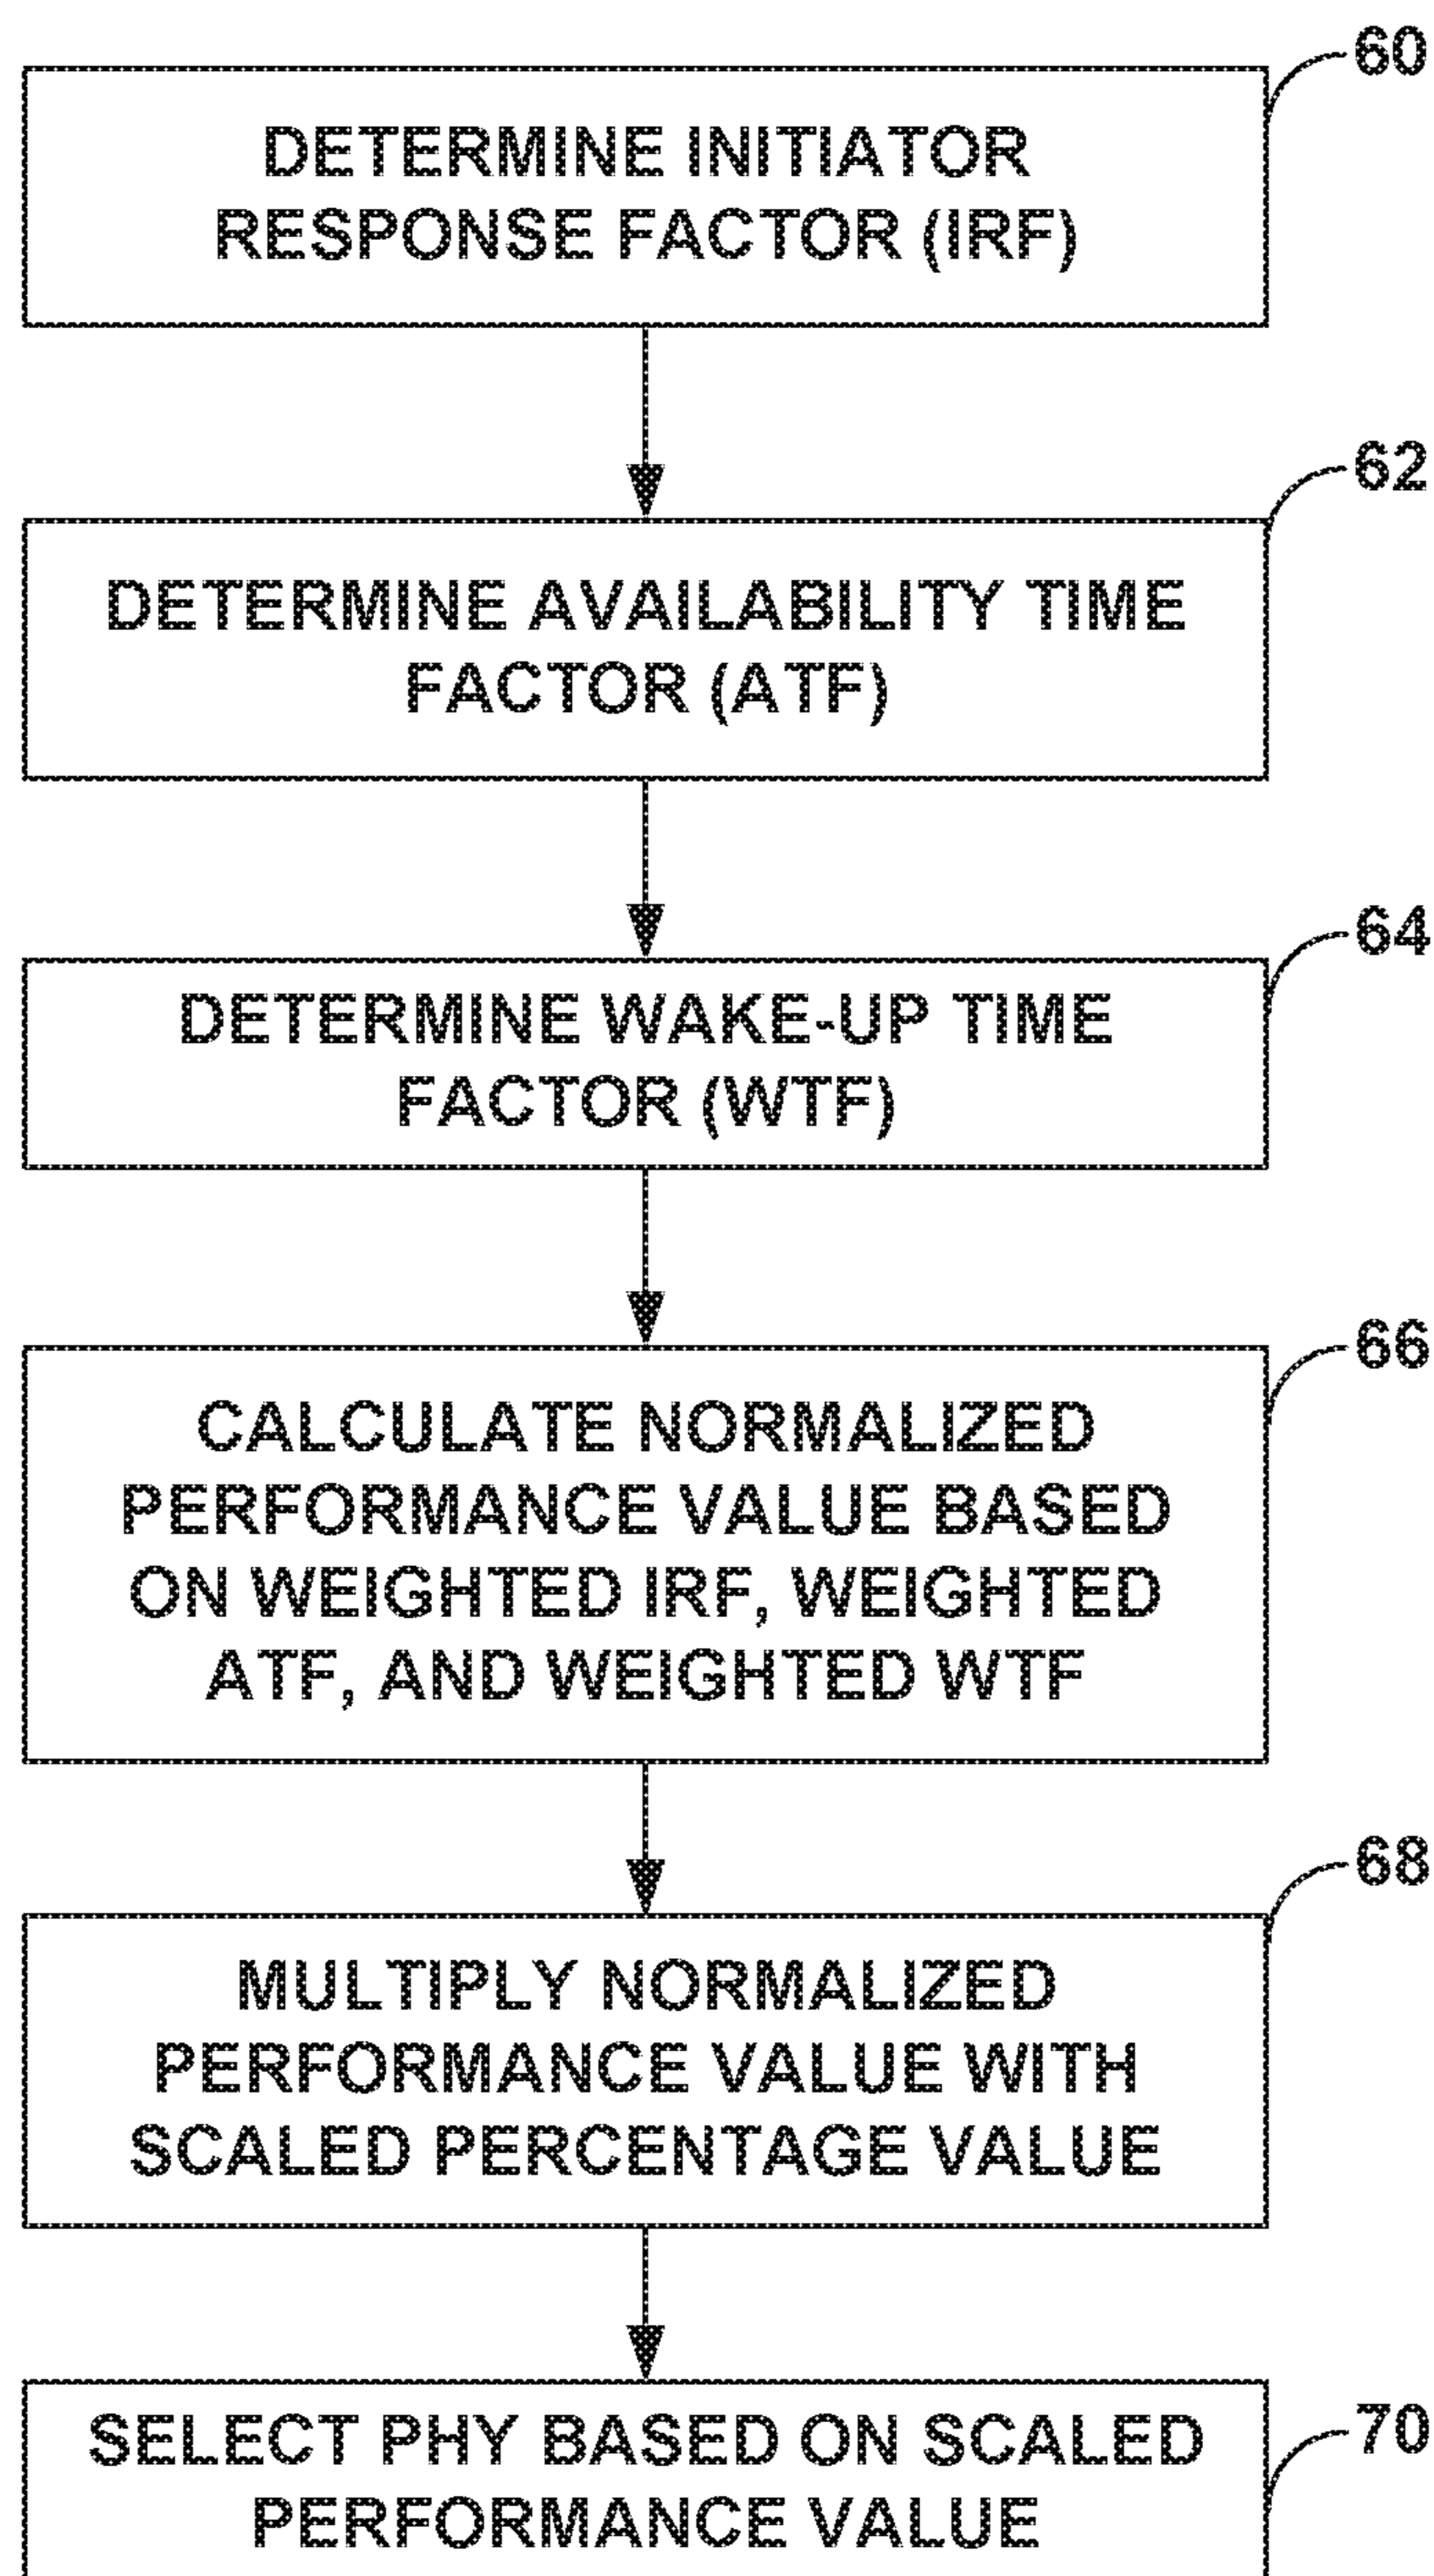 60
DETERMINE INITIATOR
RESPONSE FACTOR (IRF)
62
DETERMINE AVAILABILITY TIME
FACTOR (ATF)
64
DETERMINE WAKE-UP TIME
FACTOR (WTF)
66
CALCULATE NORMALIZED
PERFORMANCE VALUE BASED
ON WEIGHTED IRF, WEIGHTED
ATF, AND WEIGHTED WTF
68
MULTIPLY NORMALIZED
PERFORMANCE VALUE WITH
SCALED PERCENTAGE VALUE
70
SELECT PHY BASED ON SCALED
PERFORMANCE VALUE